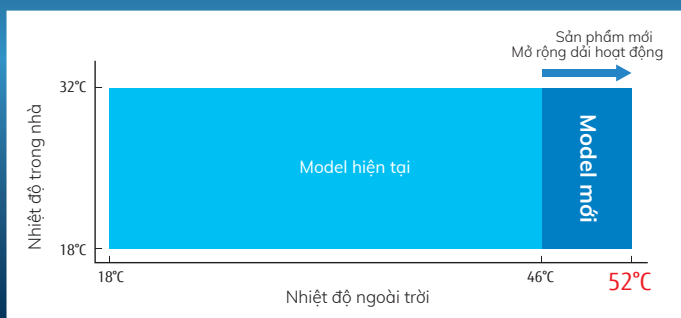 Sản phẩm mới
Mở rộng dải hoạt động
32°C
Nhiệt độ trong nhà
Model hiện tại
Model mới
18°C
18°C
46°C
52°C
Nhiệt độ ngoài trời